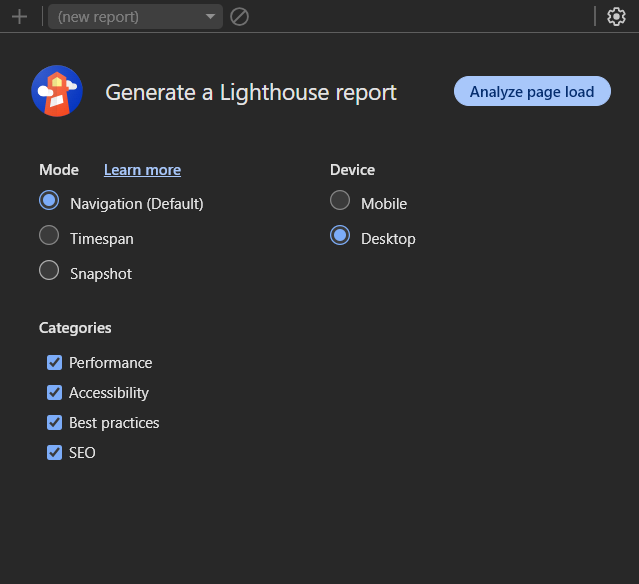 (new report)
Generate a Lighthouse report
Analyze page load
Mode Learn more
Navigation (Default)
Timespan
Snapshot
Device
Mobile
Desktop
Categories
Performance
Accessibility
Best practices
SEO